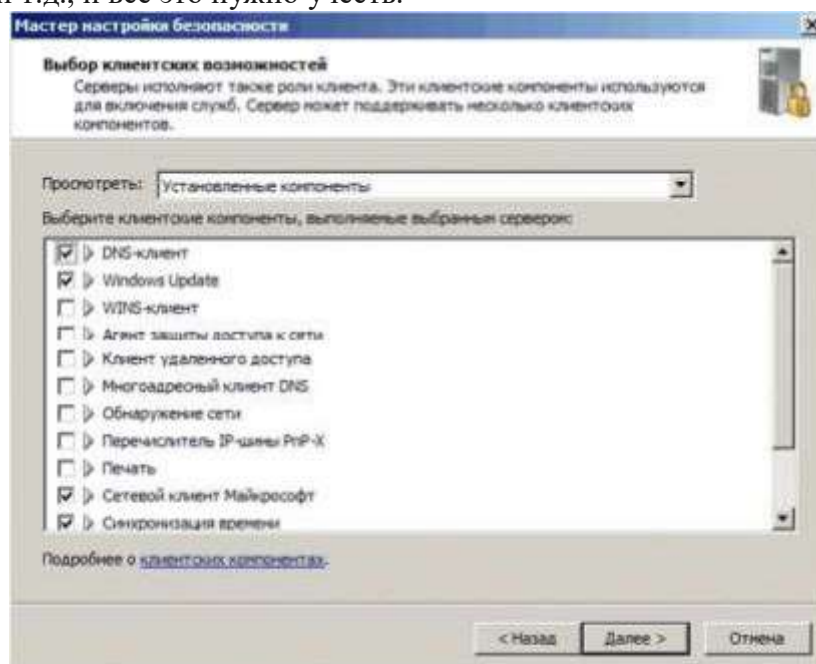 и т.д., и все это нужно учесть.
Мастер настройки безопасности
Выбор клиентских возможностей
Серверы исполняют также роли клиента. Эти клиентские компоненты используются
для включения служб. Сервер может поддерживать несколько клиентских
компонентов.
Просмотреть: Установленные компоненты
Выберите клиентские компоненты, выполняемые выбранным сервером:
DNS-клиент
Windows Update
WINS-клиент
Агент защиты доступа к сети
Клиент удаленного доступа
Многоадресный клиент DNS
Обнаружение сети
Перечислитель IP-шины PnP-X
Печать
Сетевой клиент Майкрософт
Синхронизация времени
Подробнее о клиентских компонентах.
< Назад Далее > Отмена